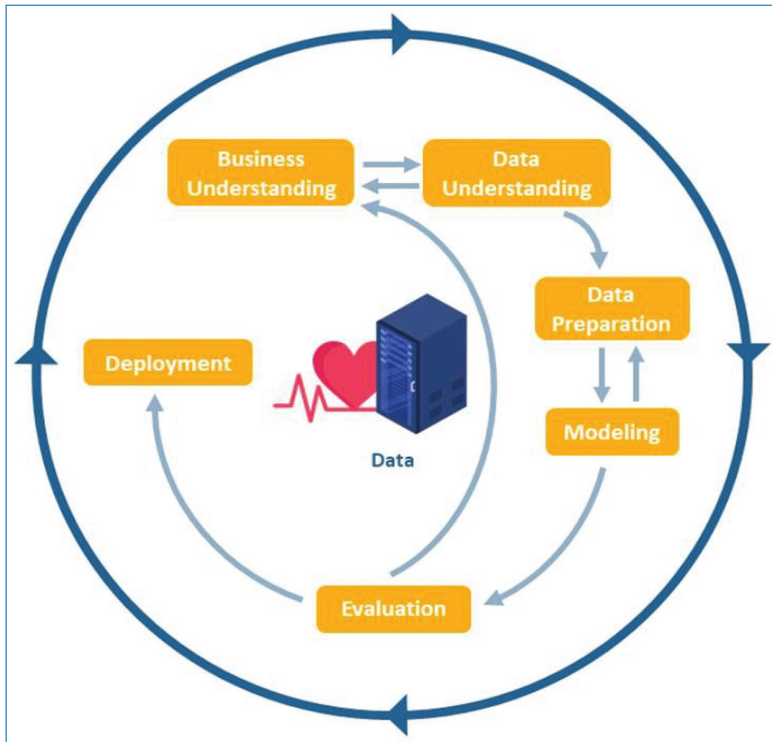 Business
Understanding
Data
Understanding
Data
Preparation
Deployment
Modeling
Data
Evaluation